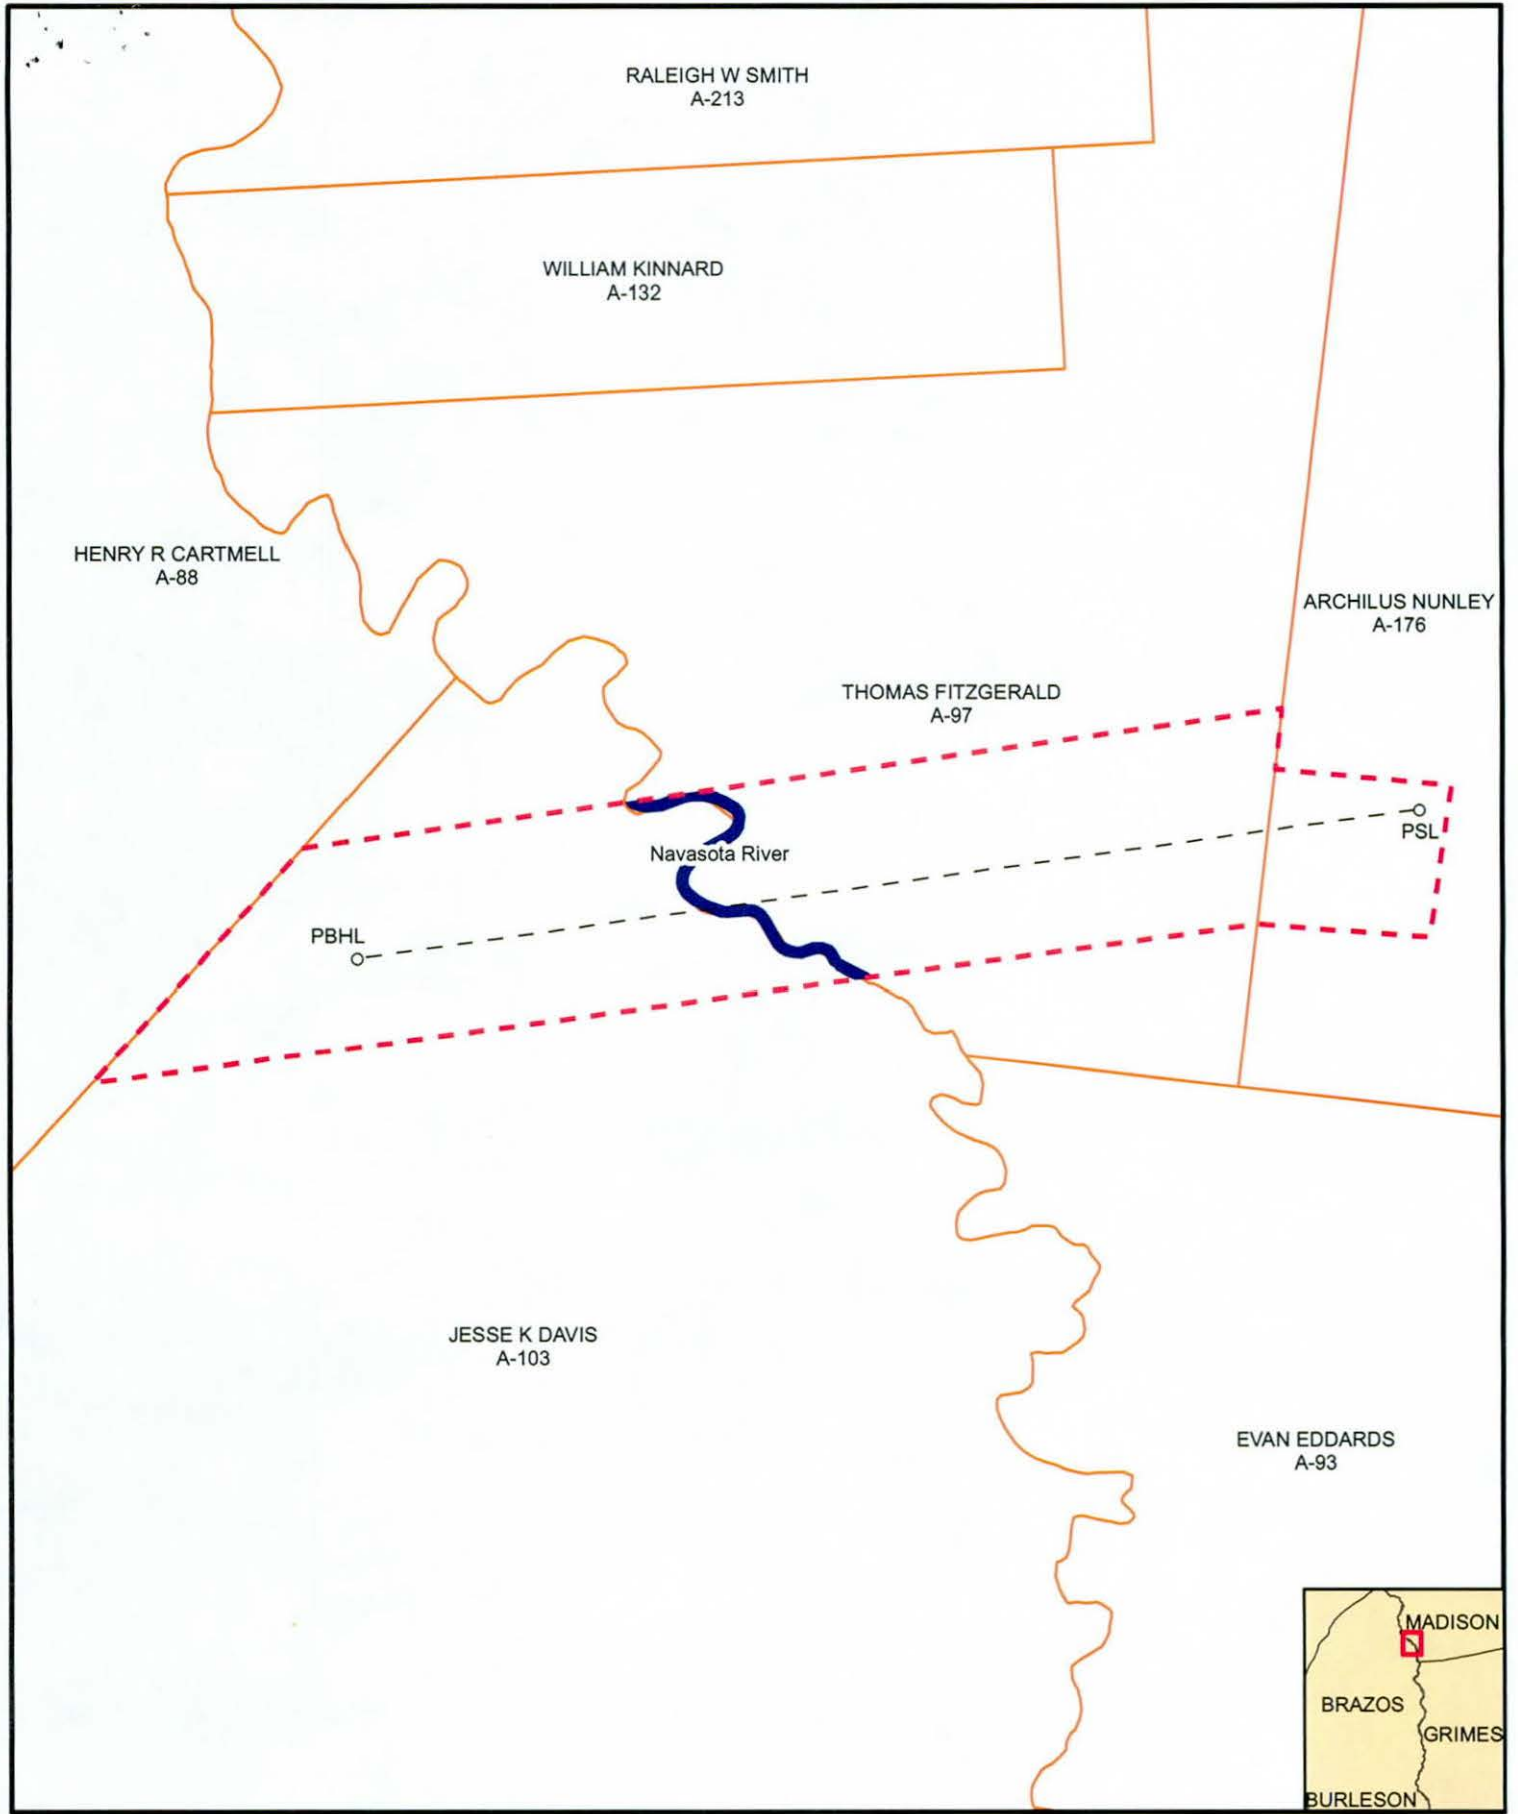 RALEIGH W SMITH
A-213
WILLIAM KINNARD
A-132
HENRY R CARTMELL
A-88
ARCHILUS NUNLEY
A-176
THOMAS FITZGERALD
A-97
PSL
Navasota River
PBHL
JESSE K DAVIS
A-103
EVAN EDDARDS
A-93
MADISON
BRAZOS
GRIMES
BURLESON